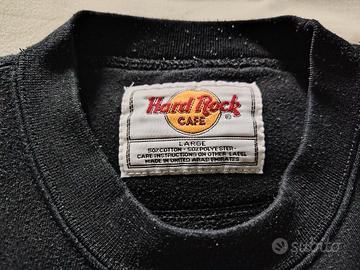 Hard Rock
CAFE ®
LARGE
50% COTTON - 50% POLYESTER -
CARE INSTRUCTIONS ON OTHER LABEL
MADE IN UNITED ARAB EMIRATES
subito